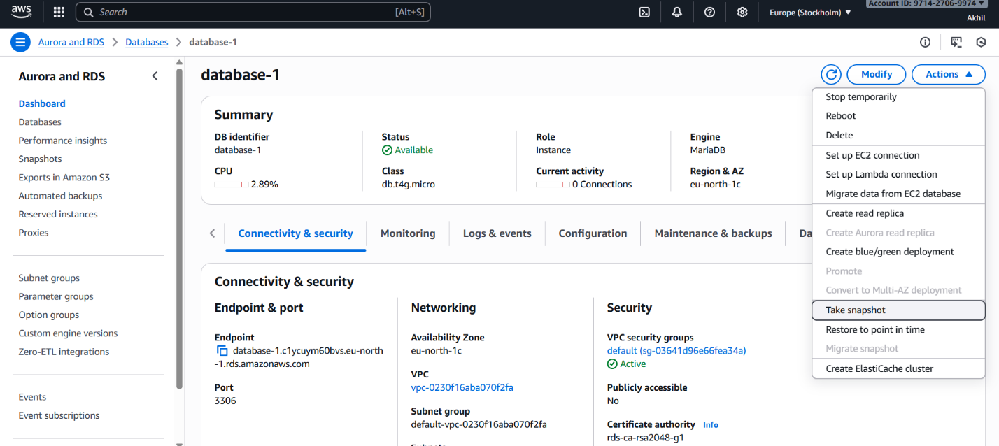 aws
Search [Alt+S]
Europe (Stockholm) ▼
Account ID: 9714-2706-9974 ▼
Akhil
Aurora and RDS > Databases > database-1
Aurora and RDS
Dashboard
Databases
Performance insights
Snapshots
Exports in Amazon S3
Automated backups
Reserved instances
Proxies
Subnet groups
Parameter groups
Option groups
Custom engine versions
Zero-ETL integrations
Events
Event subscriptions
database-1
Modify
Actions ▲
Summary
DB identifier
database-1
Status
Available
Role
Instance
Engine
MariaDB
CPU
2.89%
Class
db.t4g.micro
Current activity
0 Connections
Region & AZ
eu-north-1c
Connectivity & security
Monitoring
Logs & events
Configuration
Maintenance & backups
Da
Connectivity & security
Endpoint & port
Endpoint
database-1.c1ycuym60bvs.eu-north
-1.rds.amazonaws.com
Port
3306
Networking
Availability Zone
eu-north-1c
VPC
vpc-0230f16aba070f2fa
Subnet group
default-vpc-0230f16aba070f2fa
Security
VPC security groups
default (sg-03641d96e66fea34a)
Active
Publicly accessible
No
Certificate authority Info
rds-ca-rsa2048-g1
Stop temporarily
Reboot
Delete
Set up EC2 connection
Set up Lambda connection
Migrate data from EC2 database
Create read replica
Create Aurora read replica
Create blue/green deployment
Promote
Convert to Multi-AZ deployment
Take snapshot
Restore to point in time
Migrate snapshot
Create ElastiCache cluster